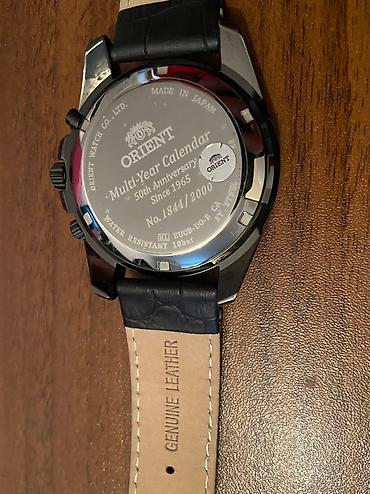 ORIENT WATCH CO., LTD.
MADE IN JAPAN
ORIENT
Multi-Year Calendar
50th Anniversary
Since 1965
No. 1844/2000
ORIENT
WATER RESISTANT 10bar
EU0B-D0-B CA
GENUINE LEATHER